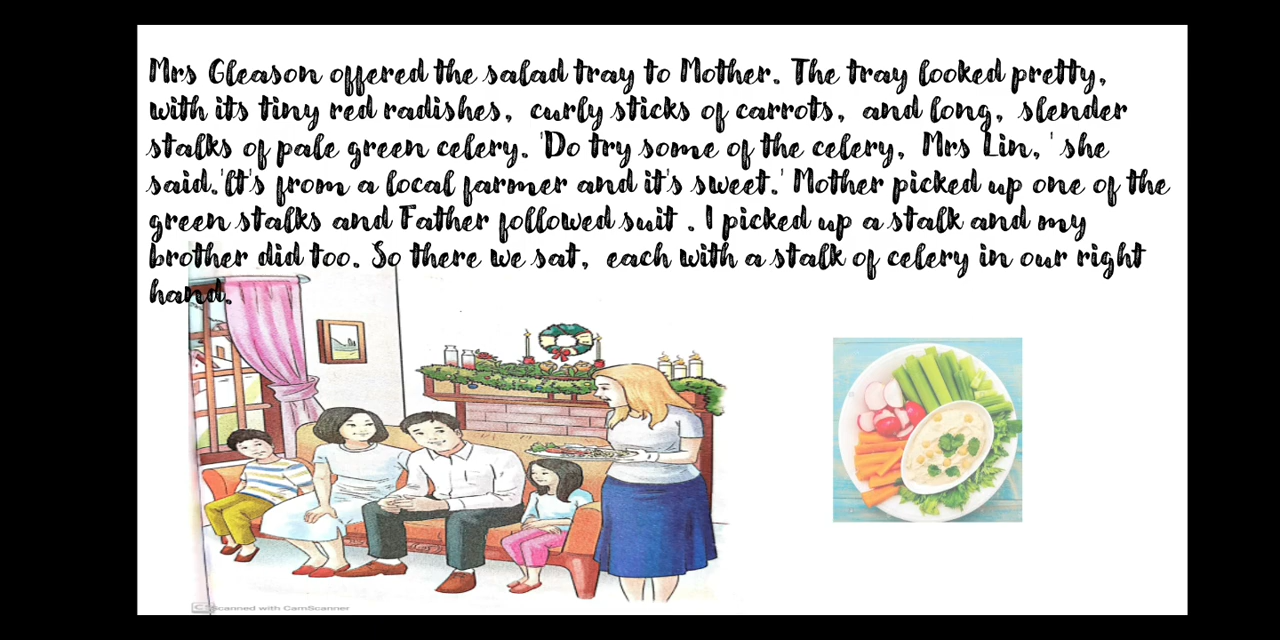 Mrs Gleason offered the salad tray to Mother. The tray looked pretty,
with its tiny red radishes, curly sticks of carrots, and long, slender
stalks of pale green celery. 'Do try some of the celery, Mrs Lin, ' she
said.'It's from a local farmer and it's sweet.' Mother picked up one of the
green stalks and Father followed suit . I picked up a stalk and my
brother did too. So there we sat, each with a stalk of celery in our right
hand.
CS Scanned with CamScanner